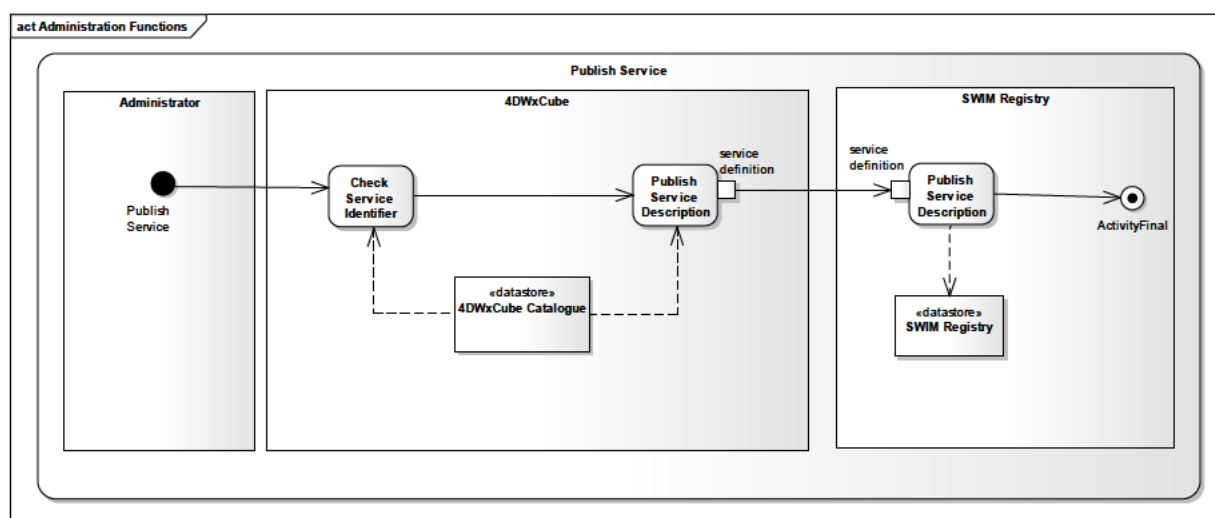 act Administration Functions
Publish Service
Administrator
4DWxCube
SWIM Registry
Publish
Service
Check
Service
Identifier
Publish
Service
Description
service
definition
service
definition
Publish
Service
Description
ActivityFinal
«datastore»
4DWxCube Catalogue
«datastore»
SWIM Registry